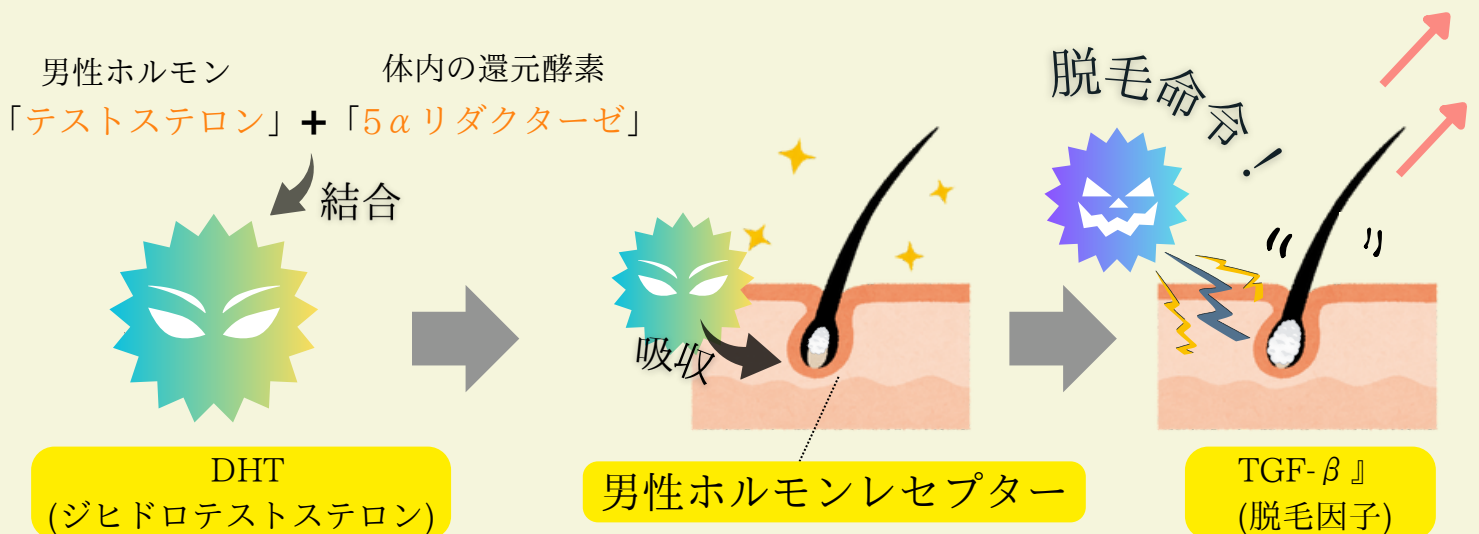 男性ホルモン
「テストステロン」+
体内の還元酵素
「5αリダクターゼ」
結合
DHT
(ジヒドロテストステロン)
吸収
男性ホルモンレセプター
脱毛命令!
TGF-β』
(脱毛因子)